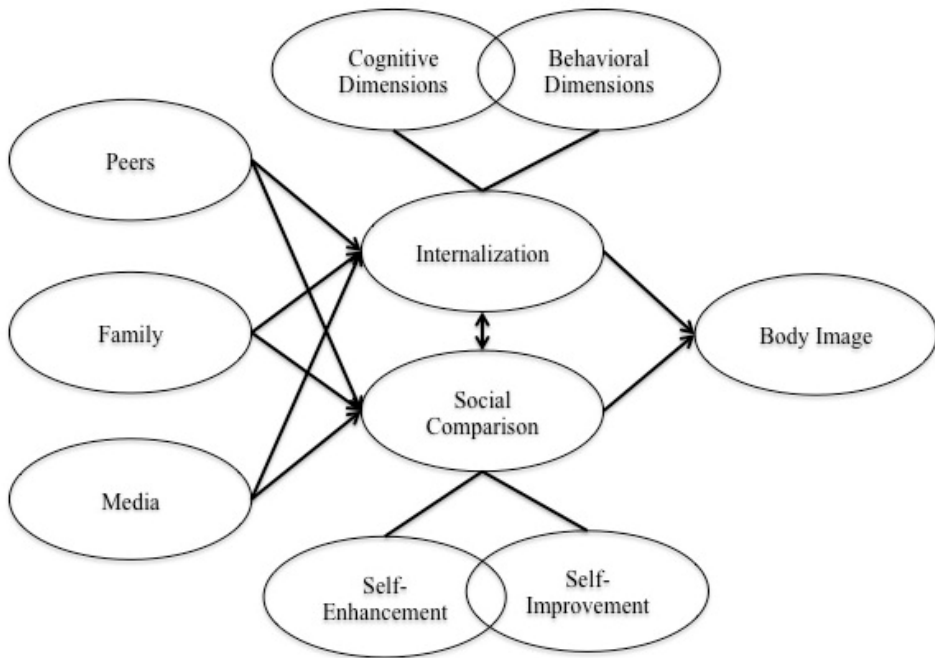 Cognitive
Dimensions
Behavioral
Dimensions
Peers
Internalization
Family
Body Image
Social
Comparison
Media
Self-
Enhancement
Self-
Improvement